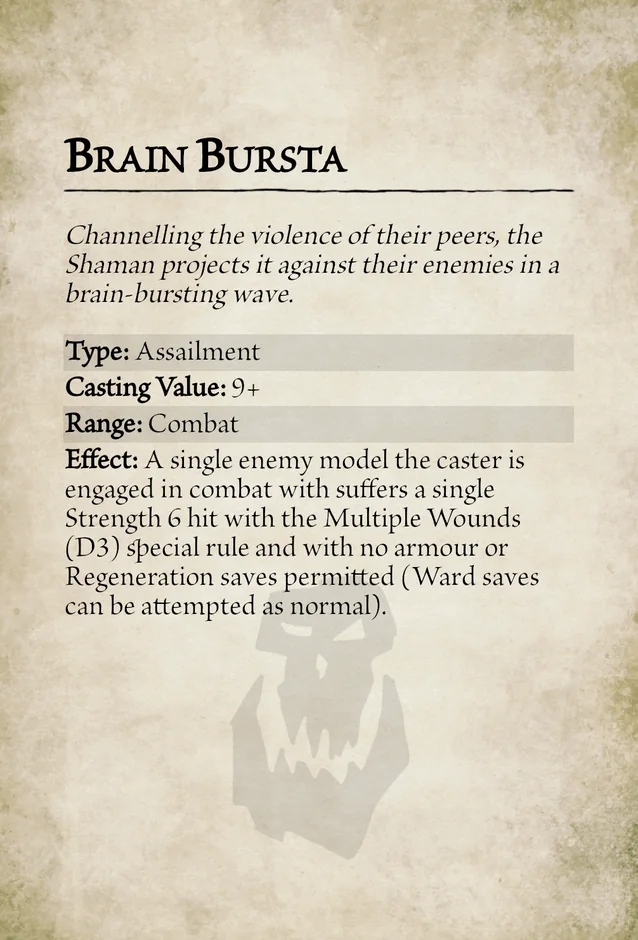 Brain Bursta
Channelling the violence of their peers, the
Shaman projects it against their enemies in a
brain-bursting wave.
Type: Assailment
Casting Value: 9+
Range: Combat
Effect: A single enemy model the caster is
engaged in combat with suffers a single
Strength 6 hit with the Multiple Wounds
(D3) special rule and with no armour or
Regeneration saves permitted (Ward saves
can be attempted as normal).